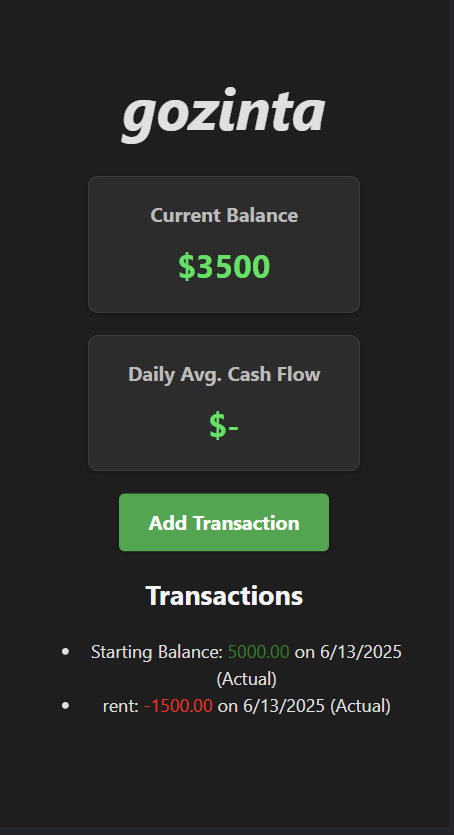 gozinta
Current Balance
$3500
Daily Avg. Cash Flow
$-
Add Transaction
Transactions
Starting Balance: 5000.00 on 6/13/2025
(Actual)
rent: -1500.00 on 6/13/2025 (Actual)